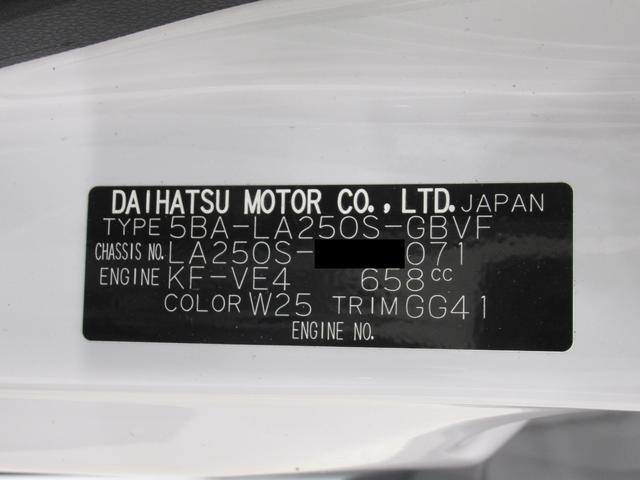 DAIHATSU MOTOR CO., LTD. JAPAN
TYPE 5BA-LA250S-GBVF
CHASSIS NO. LA250S- 071
ENGINE KF-VE4 658CC
COLOR W25 TRIM GG41
ENGINE NO.